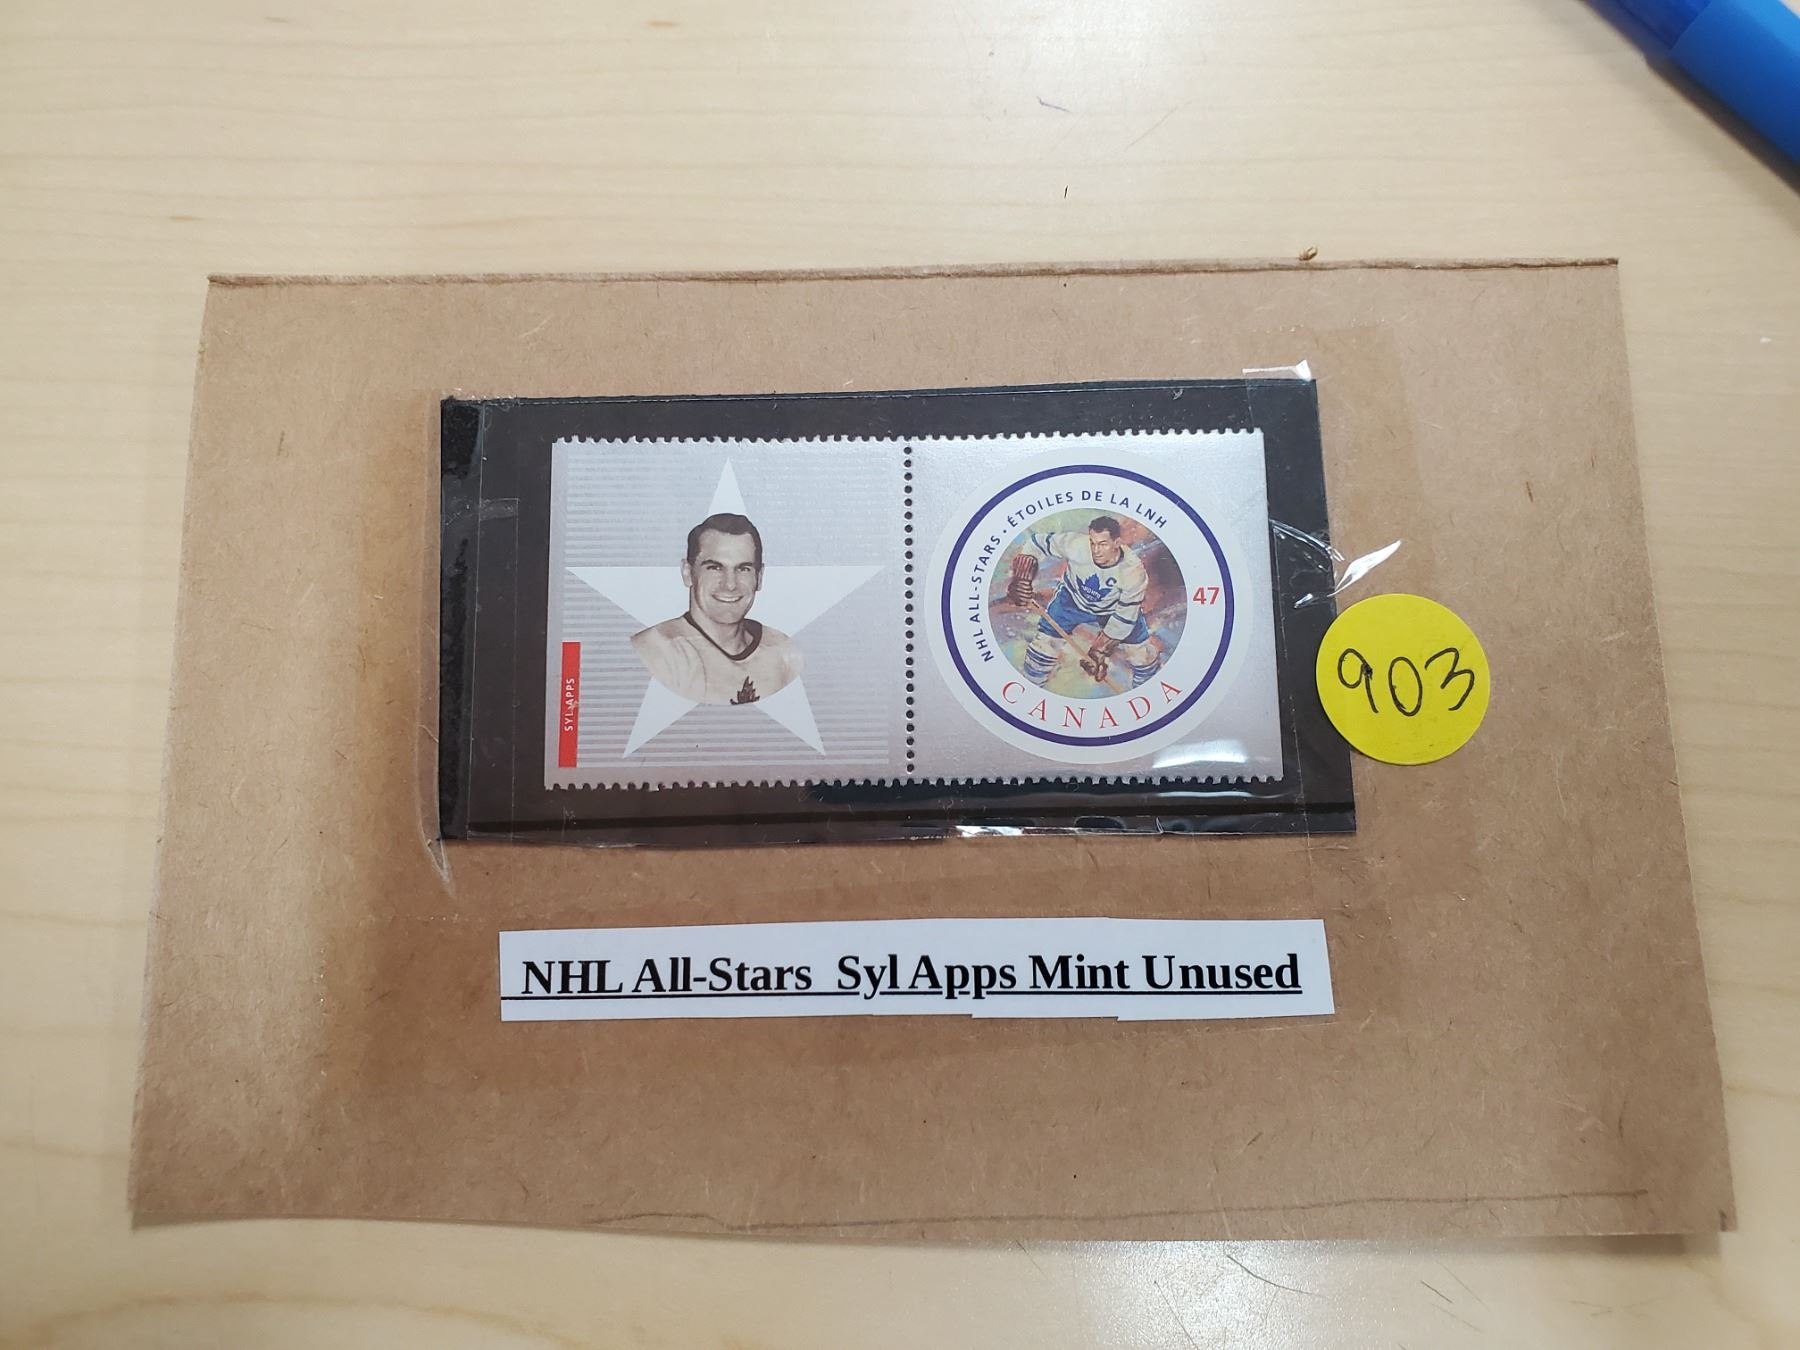 SYL APPS
NHL ALL-STARS • ÉTOILES DE LA LNH
47
CANADA
903
NHL All-Stars Syl Apps Mint Unused